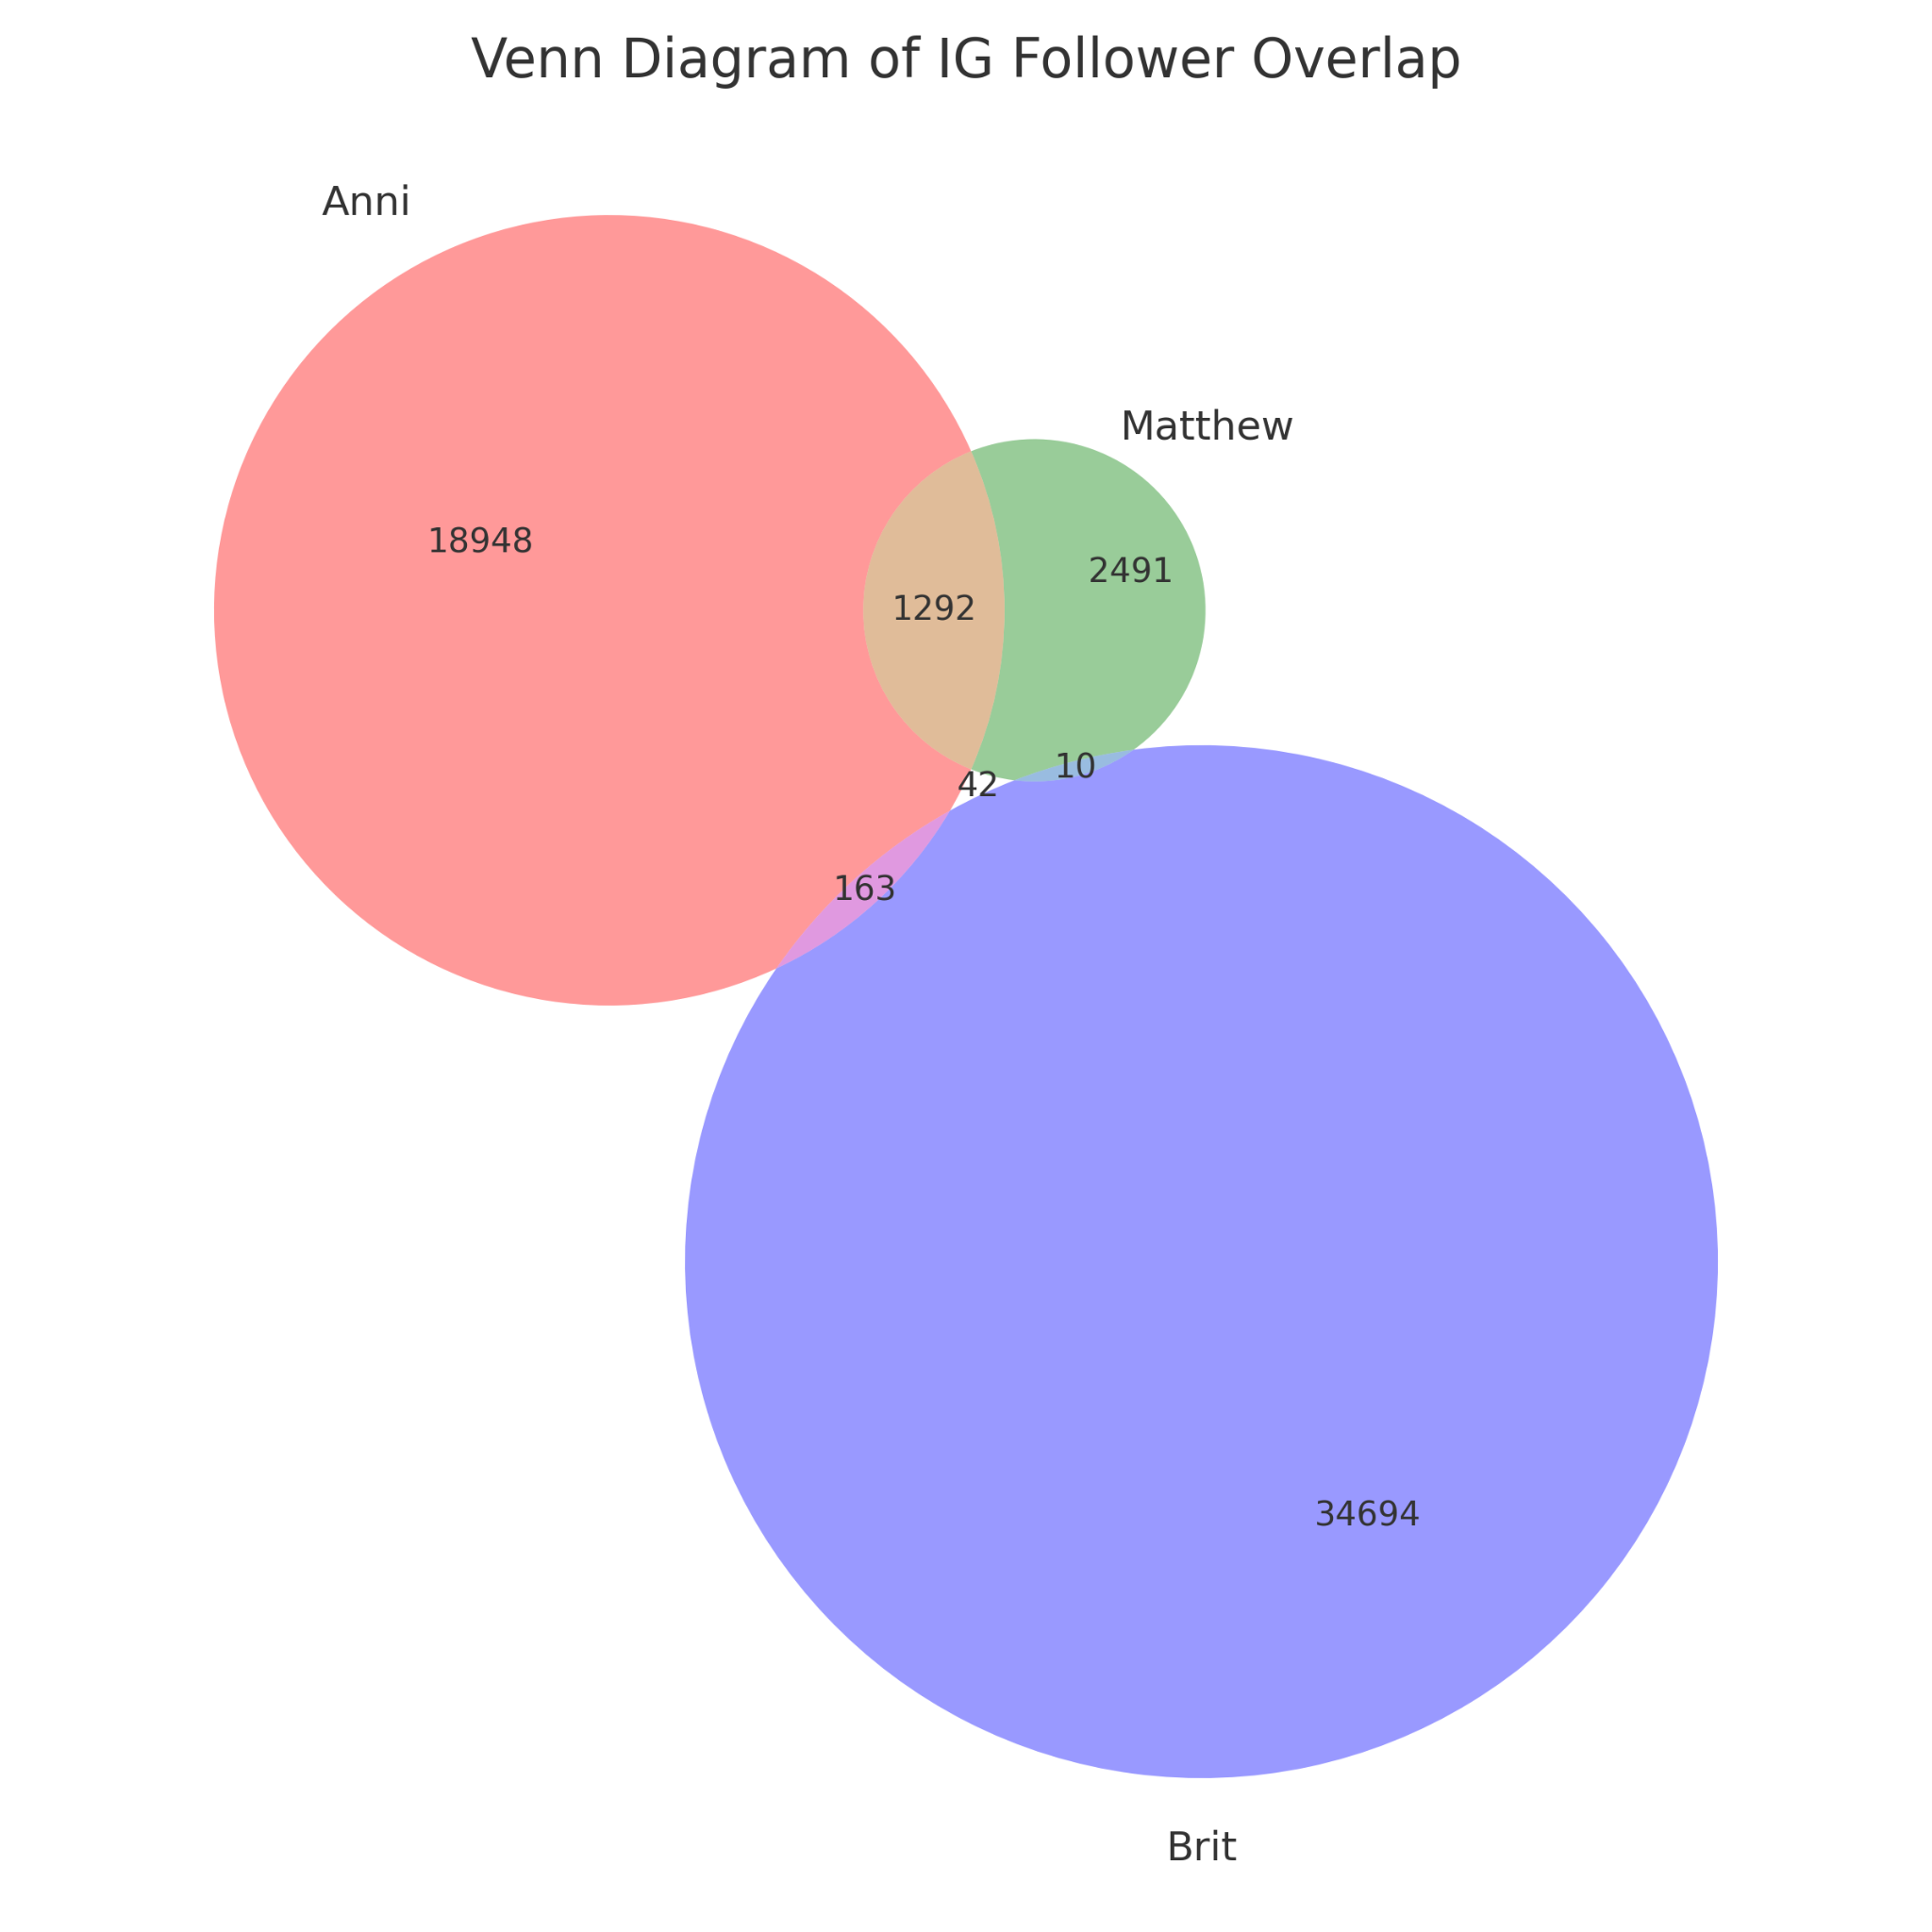 Venn Diagram of IG Follower Overlap
Anni
Matthew
18948
2491
1292
10
42
163
34694
Brit